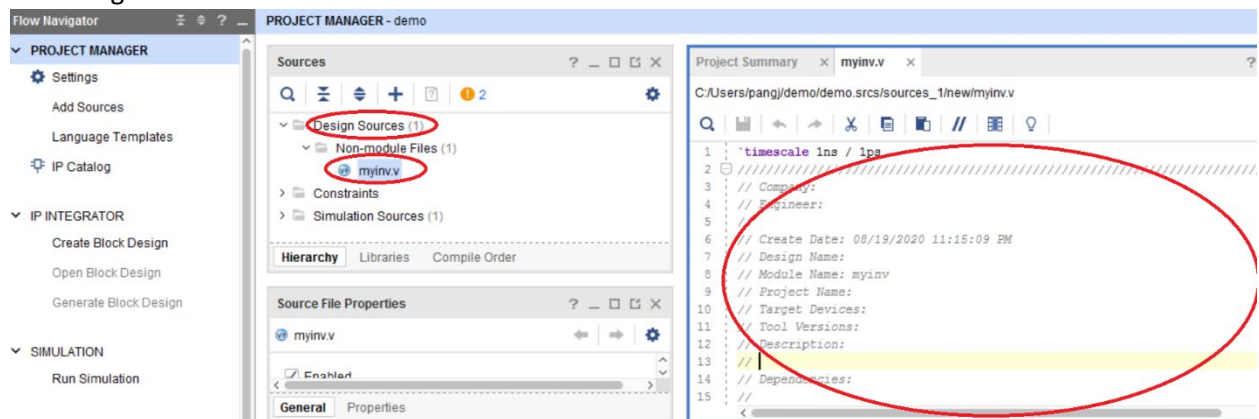 Flow Navigator
PROJECT MANAGER - demo
PROJECT MANAGER
Settings
Add Sources
Language Templates
IP Catalog
IP INTEGRATOR
Create Block Design
Open Block Design
Generate Block Design
SIMULATION
Run Simulation
Sources
2
Design Sources (1)
Non-module Files (1)
myinv.v
Constraints
Simulation Sources (1)
Hierarchy Libraries Compile Order
Source File Properties
myinv.v
Enabled
General Properties
Project Summary myinv.v
C:/Users/pangj/demo/demo.srcs/sources_1/new/myinv.v
1 `timescale 1ns / 1ps
2 //////////////////////////////////////////////////////////////////////
3 // Company:
4 // Engineer:
5 //
6 // Create Date: 08/19/2020 11:15:09 PM
7 // Design Name:
8 // Module Name: myinv
9 // Project Name:
10 // Target Devices:
11 // Tool Versions:
12 // Description:
13 //
14 // Dependencies:
15 //